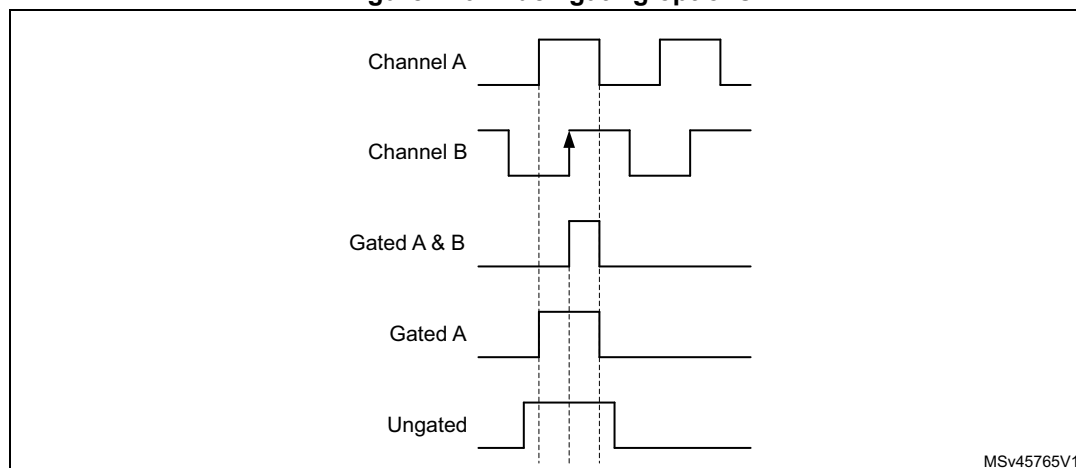 Channel A
Channel B
Gated A & B
Gated A
Ungated
MSv45765V1